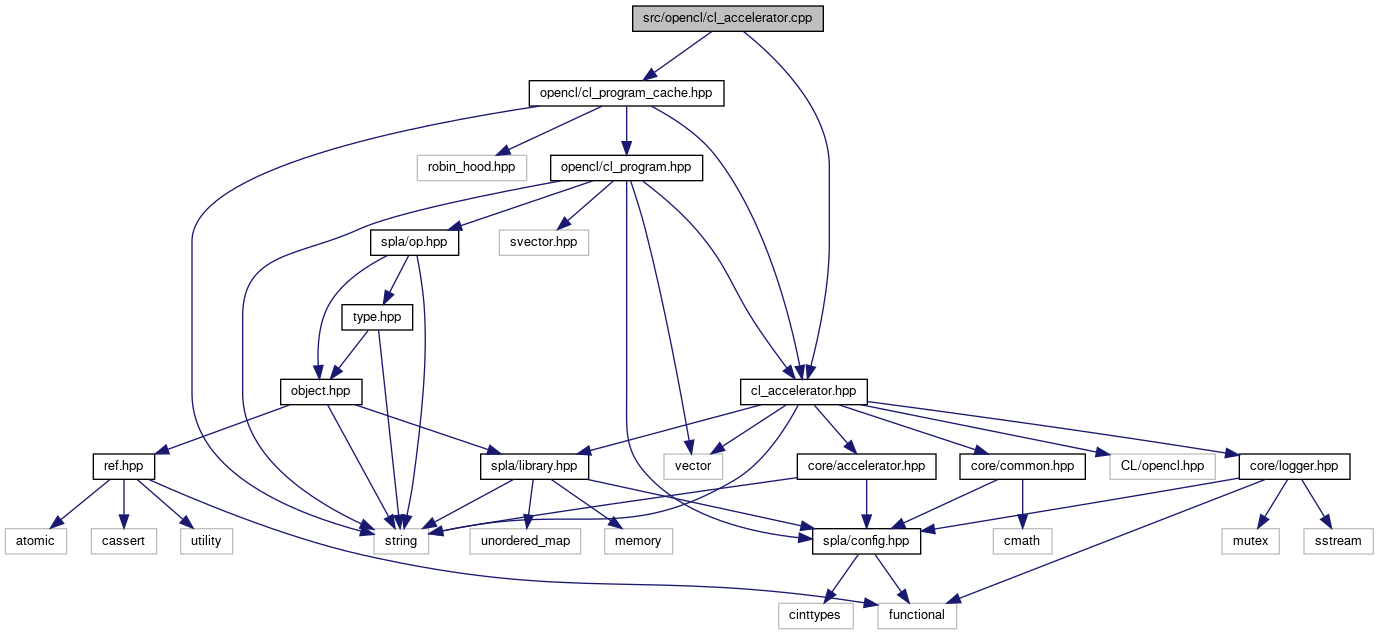 src/opencl/cl_accelerator.cpp
opencl/cl_program_cache.hpp
robin_hood.hpp
opencl/cl_program.hpp
spla/op.hpp
svector.hpp
type.hpp
object.hpp
cl_accelerator.hpp
ref.hpp
spla/library.hpp
vector
core/accelerator.hpp
core/common.hpp
CL/opencl.hpp
core/logger.hpp
atomic
cassert
utility
string
unordered_map
memory
spla/config.hpp
cmath
mutex
sstream
cinttypes
functional